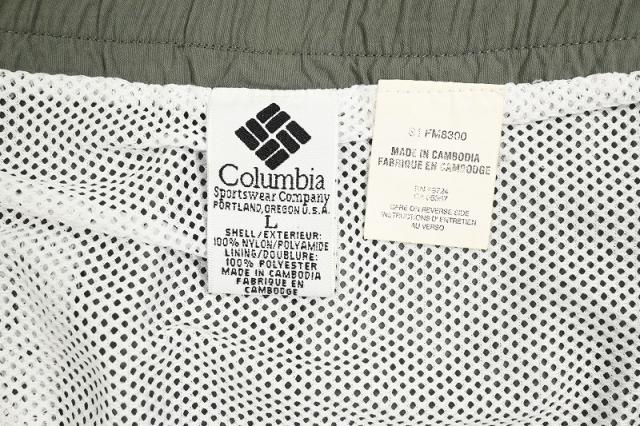 Columbia
Sportswear Company
PORTLAND, OREGON U.S.A.
L
SHELL/EXTERIEUR:
100% NYLON/POLYAMIDE
LINING/DOUBLURE:
100% POLYESTER
MADE IN CAMBODIA
FABRIQUE EN
CAMBODGE
FM8300
MADE IN CAMBODIA
FABRIQUE EN CAMBODGE
CARE ON REVERSE SIDE
INSTRUCTIONS D'ENTRETIEN
AU VERSO